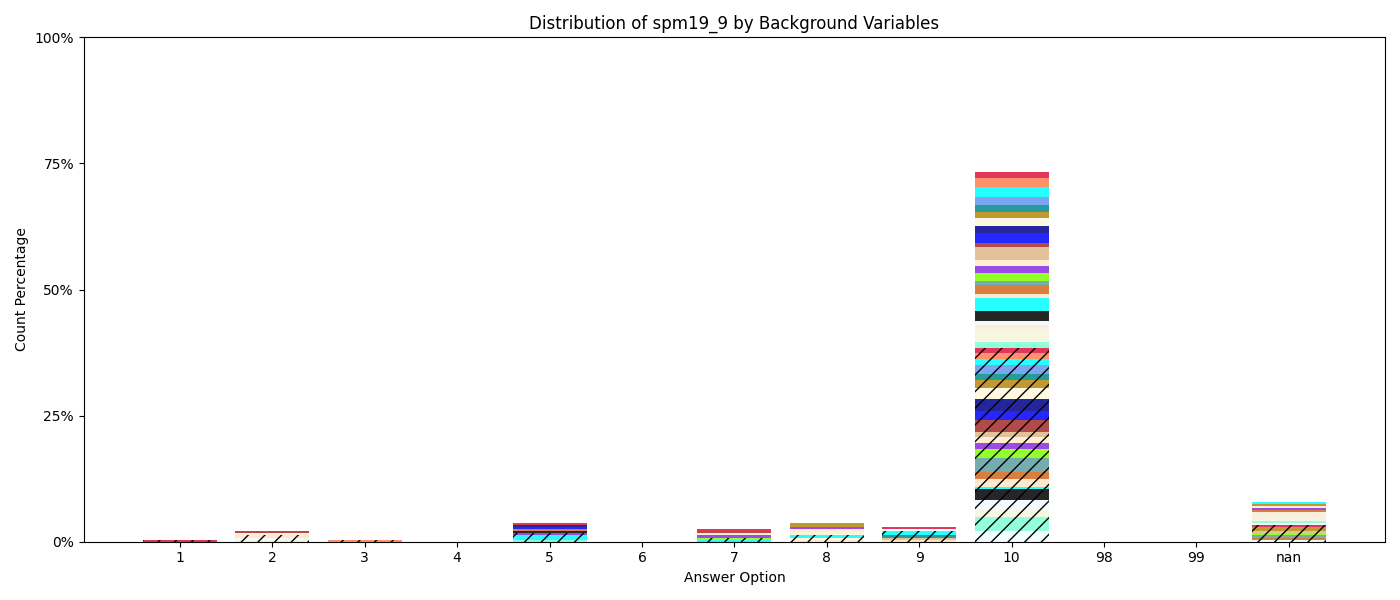 Distribution of spm19_9 by Background Variables
100%
75%
50%
25%
0%
Count Percentage
1 2 3 4 5 6 7 8 9 10 98 99 nan
Answer Option